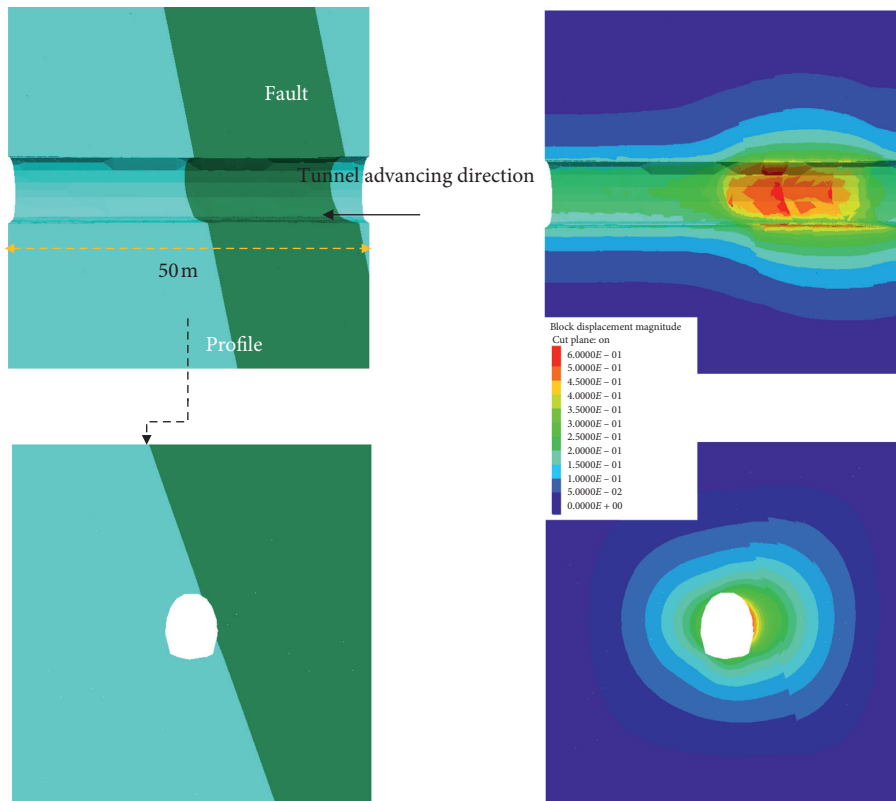 Fault
Tunnel advancing direction
50 m
Profile
Block displacement magnitude
Cut plane: on
6.0000E – 01
5.0000E – 01
4.5000E – 01
4.0000E – 01
3.5000E – 01
3.0000E – 01
2.5000E – 01
2.0000E – 01
1.5000E – 01
1.0000E – 01
5.0000E – 02
0.0000E + 00